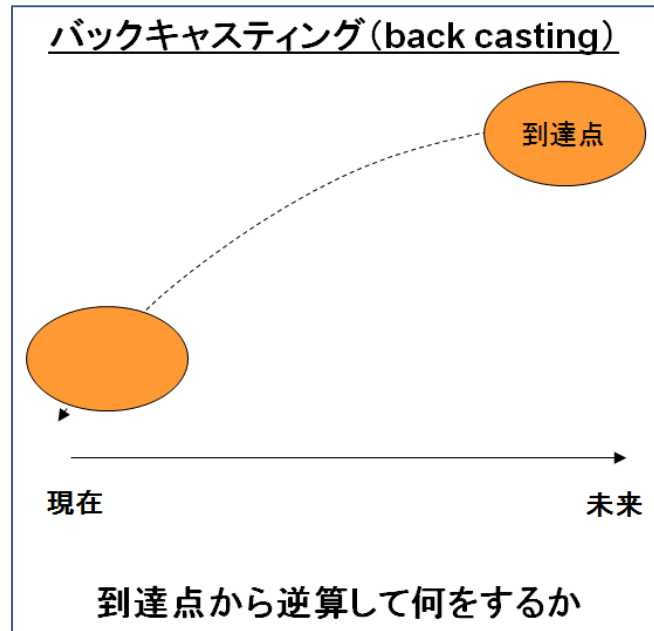 バックキャスティング(back casting)
到達点
現在
未来
到達点から逆算して何をするか